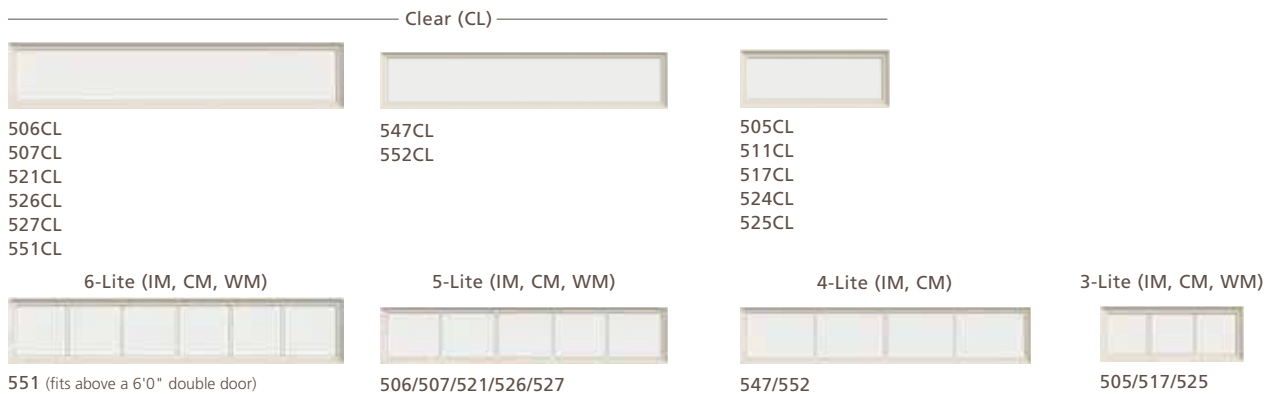 Clear (CL)
506CL
507CL
521CL
526CL
527CL
551CL
547CL
552CL
505CL
511CL
517CL
524CL
525CL
6-Lite (IM, CM, WM)
551 (fits above a 6'0" double door)
5-Lite (IM, CM, WM)
506/507/521/526/527
4-Lite (IM, CM)
547/552
3-Lite (IM, CM, WM)
505/517/525